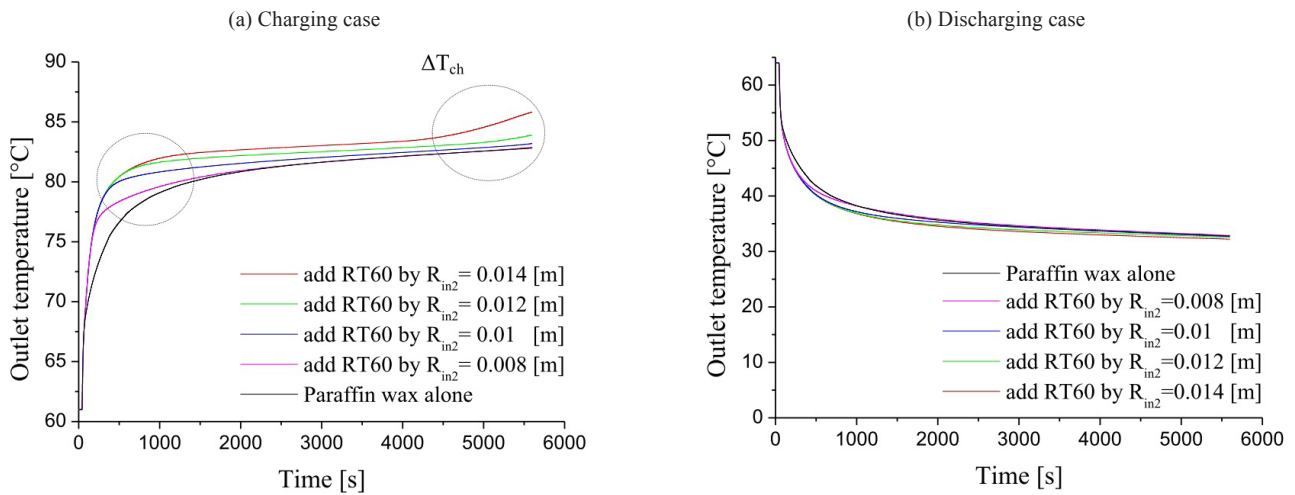 (a) Charging case
ΔT_ch
90
85
80
75
70
65
60
Outlet temperature [°C]
add RT60 by R_in2= 0.014 [m]
add RT60 by R_in2= 0.012 [m]
add RT60 by R_in2= 0.01 [m]
add RT60 by R_in2= 0.008 [m]
Paraffin wax alone
0 1000 2000 3000 4000 5000 6000
Time [s]
(b) Discharging case
60
50
40
30
20
10
0
Outlet temperature [°C]
Paraffin wax alone
add RT60 by R_in2=0.008 [m]
add RT60 by R_in2=0.01 [m]
add RT60 by R_in2=0.012 [m]
add RT60 by R_in2=0.014 [m]
0 1000 2000 3000 4000 5000 6000
Time [s]